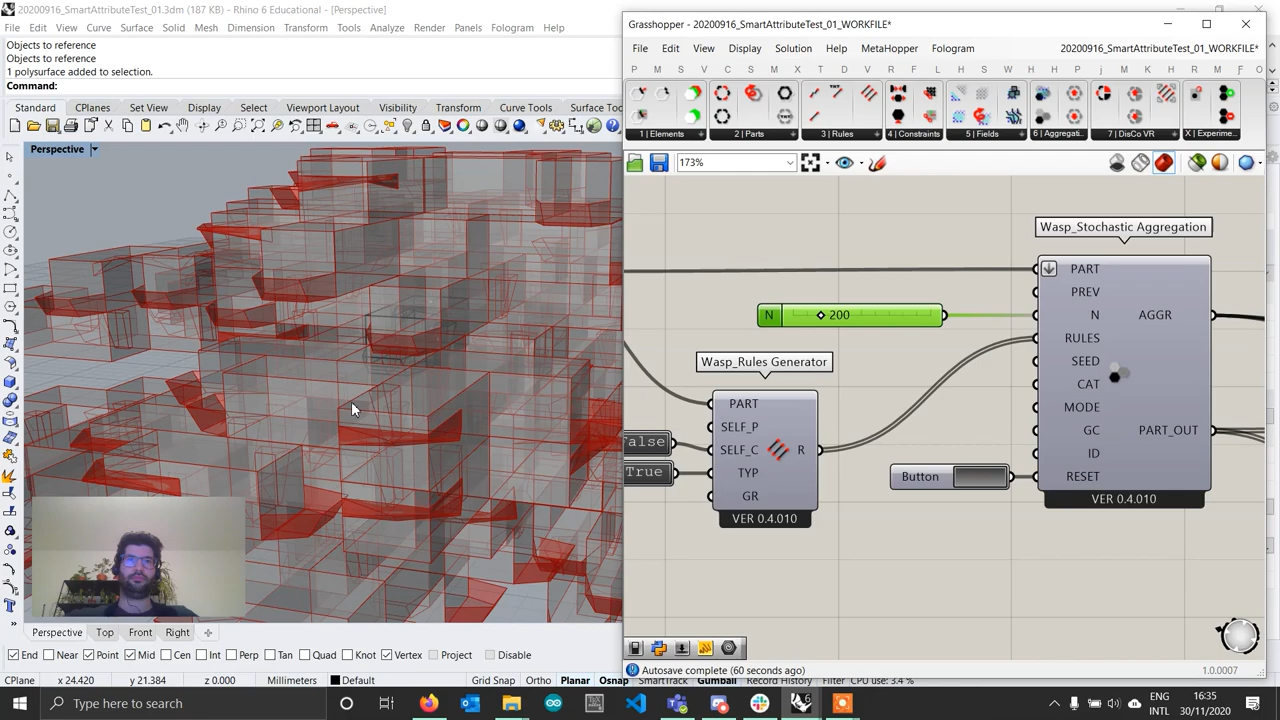 20200916_SmartAttributeTest_01.3dm (187 KB) - Rhino 6 Educational - [Perspective]
File Edit View Curve Surface Solid Mesh Dimension Transform Tools Analyze Render Panels Fologram Help
Objects to reference
Objects to reference
1 polysurface added to selection.
Command:
Standard CPlanes Set View Display Select Viewport Layout Visibility Transform Curve Tools Surface Too
Perspective
Perspective Top Front Right
End Near Point Mid Cen Int Perp Tan Quad Knot Vertex Project Disable
CPlane x 24.420 y 21.384 z 0.000 Millimeters Default Grid Snap Ortho Planar Osnap SmartTrack Gumball Record History Filter CPU use: 3.4 %
Grasshopper - 20200916_SmartAttributeTest_01_WORKFILE*
File Edit View Display Solution Help MetaHopper Fologram 20200916_SmartAttributeTest_01_WORKFILE*
P M S V C S M X T D V K F L H S W H P j M K S R M F O
1 | Elements 2 | Parts 3 | Rules 4 | Constraints 5 | Fields 6 | Aggregati.. 7 | DisCo VR X | Experime..
173%
Wasp_Stochastic Aggregation
PART
PREV
N
RULES
SEED
CAT
MODE
GC
ID
RESET
AGGR
PART_OUT
VER 0.4.010
N 200
Wasp_Rules Generator
PART
SELF_P
SELF_C
TYP
GR
R
VER 0.4.010
False
True
Button
Autosave complete (60 seconds ago)
1.0.0007
Type here to search
ENG
INTL
16:35
30/11/2020